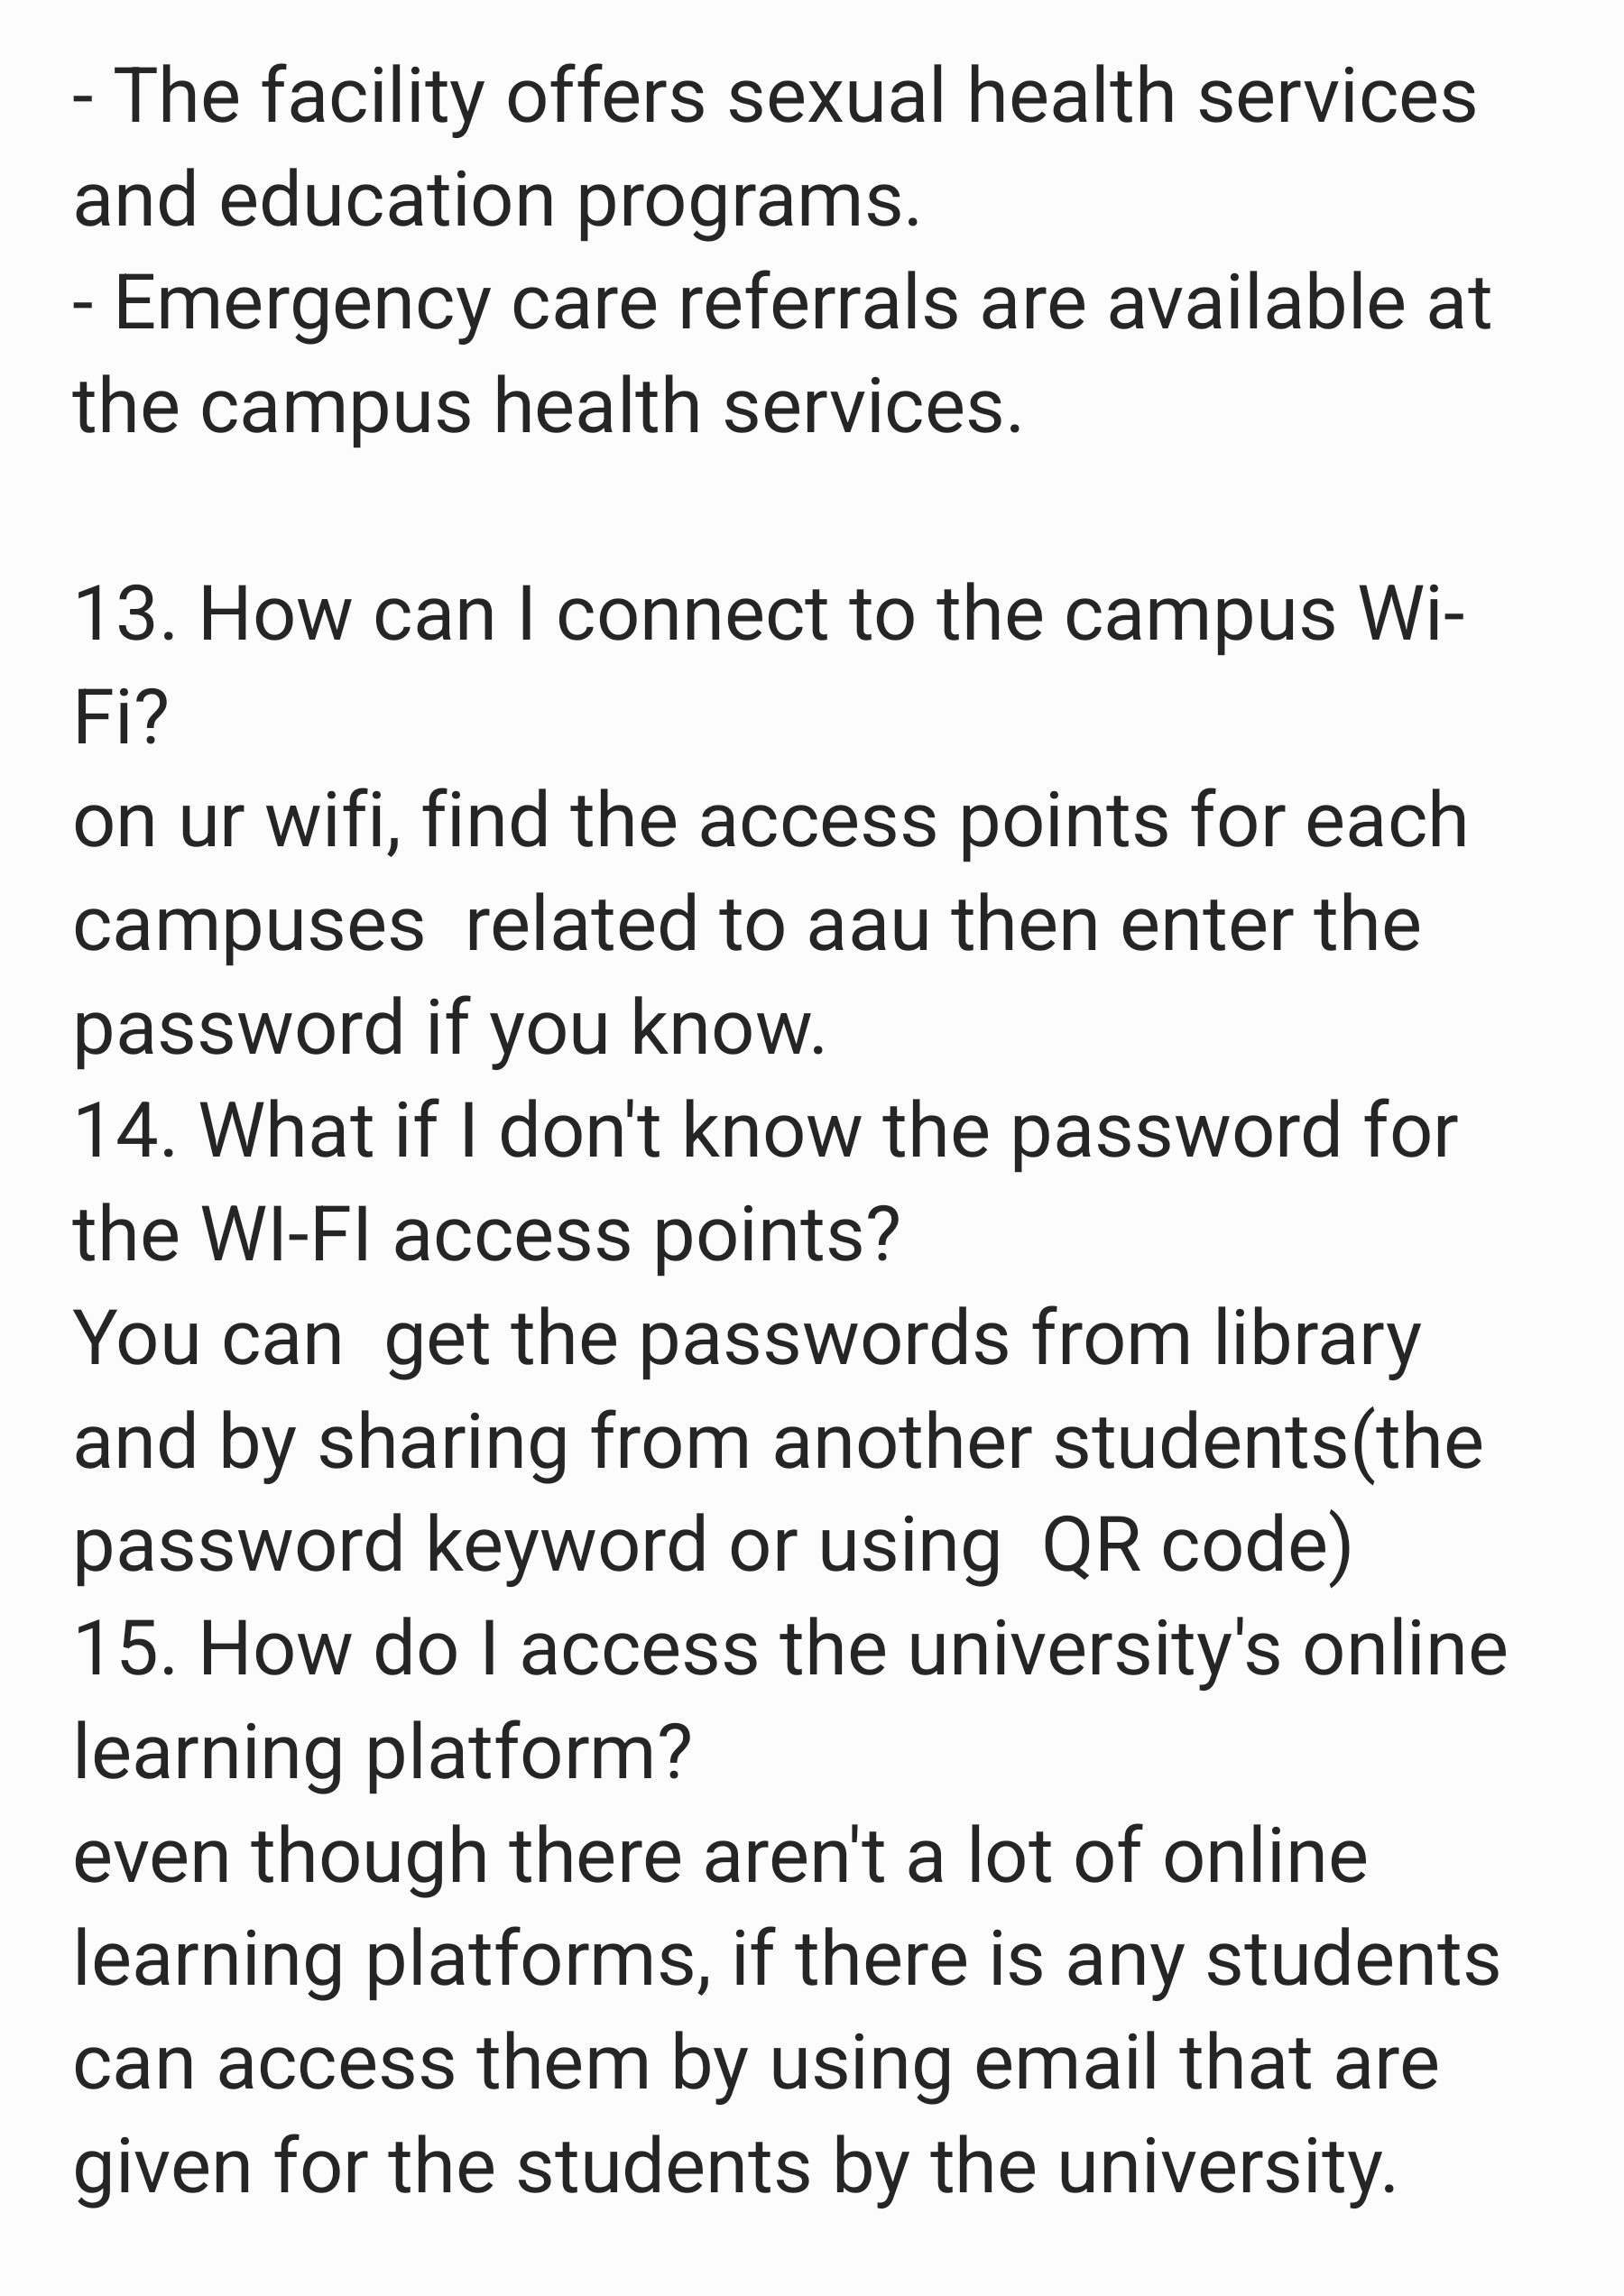 - The facility offers sexual health services
and education programs.
- Emergency care referrals are available at
the campus health services.
13. How can I connect to the campus Wi-
Fi?
on ur wifi, find the access points for each
campuses  related to aau then enter the
password if you know.
14. What if I don't know the password for
the WI-FI access points?
You can  get the passwords from library
and by sharing from another students(the
password keyword or using  QR code)
15. How do I access the university's online
learning platform?
even though there aren't a lot of online
learning platforms, if there is any students
can access them by using email that are
given for the students by the university.